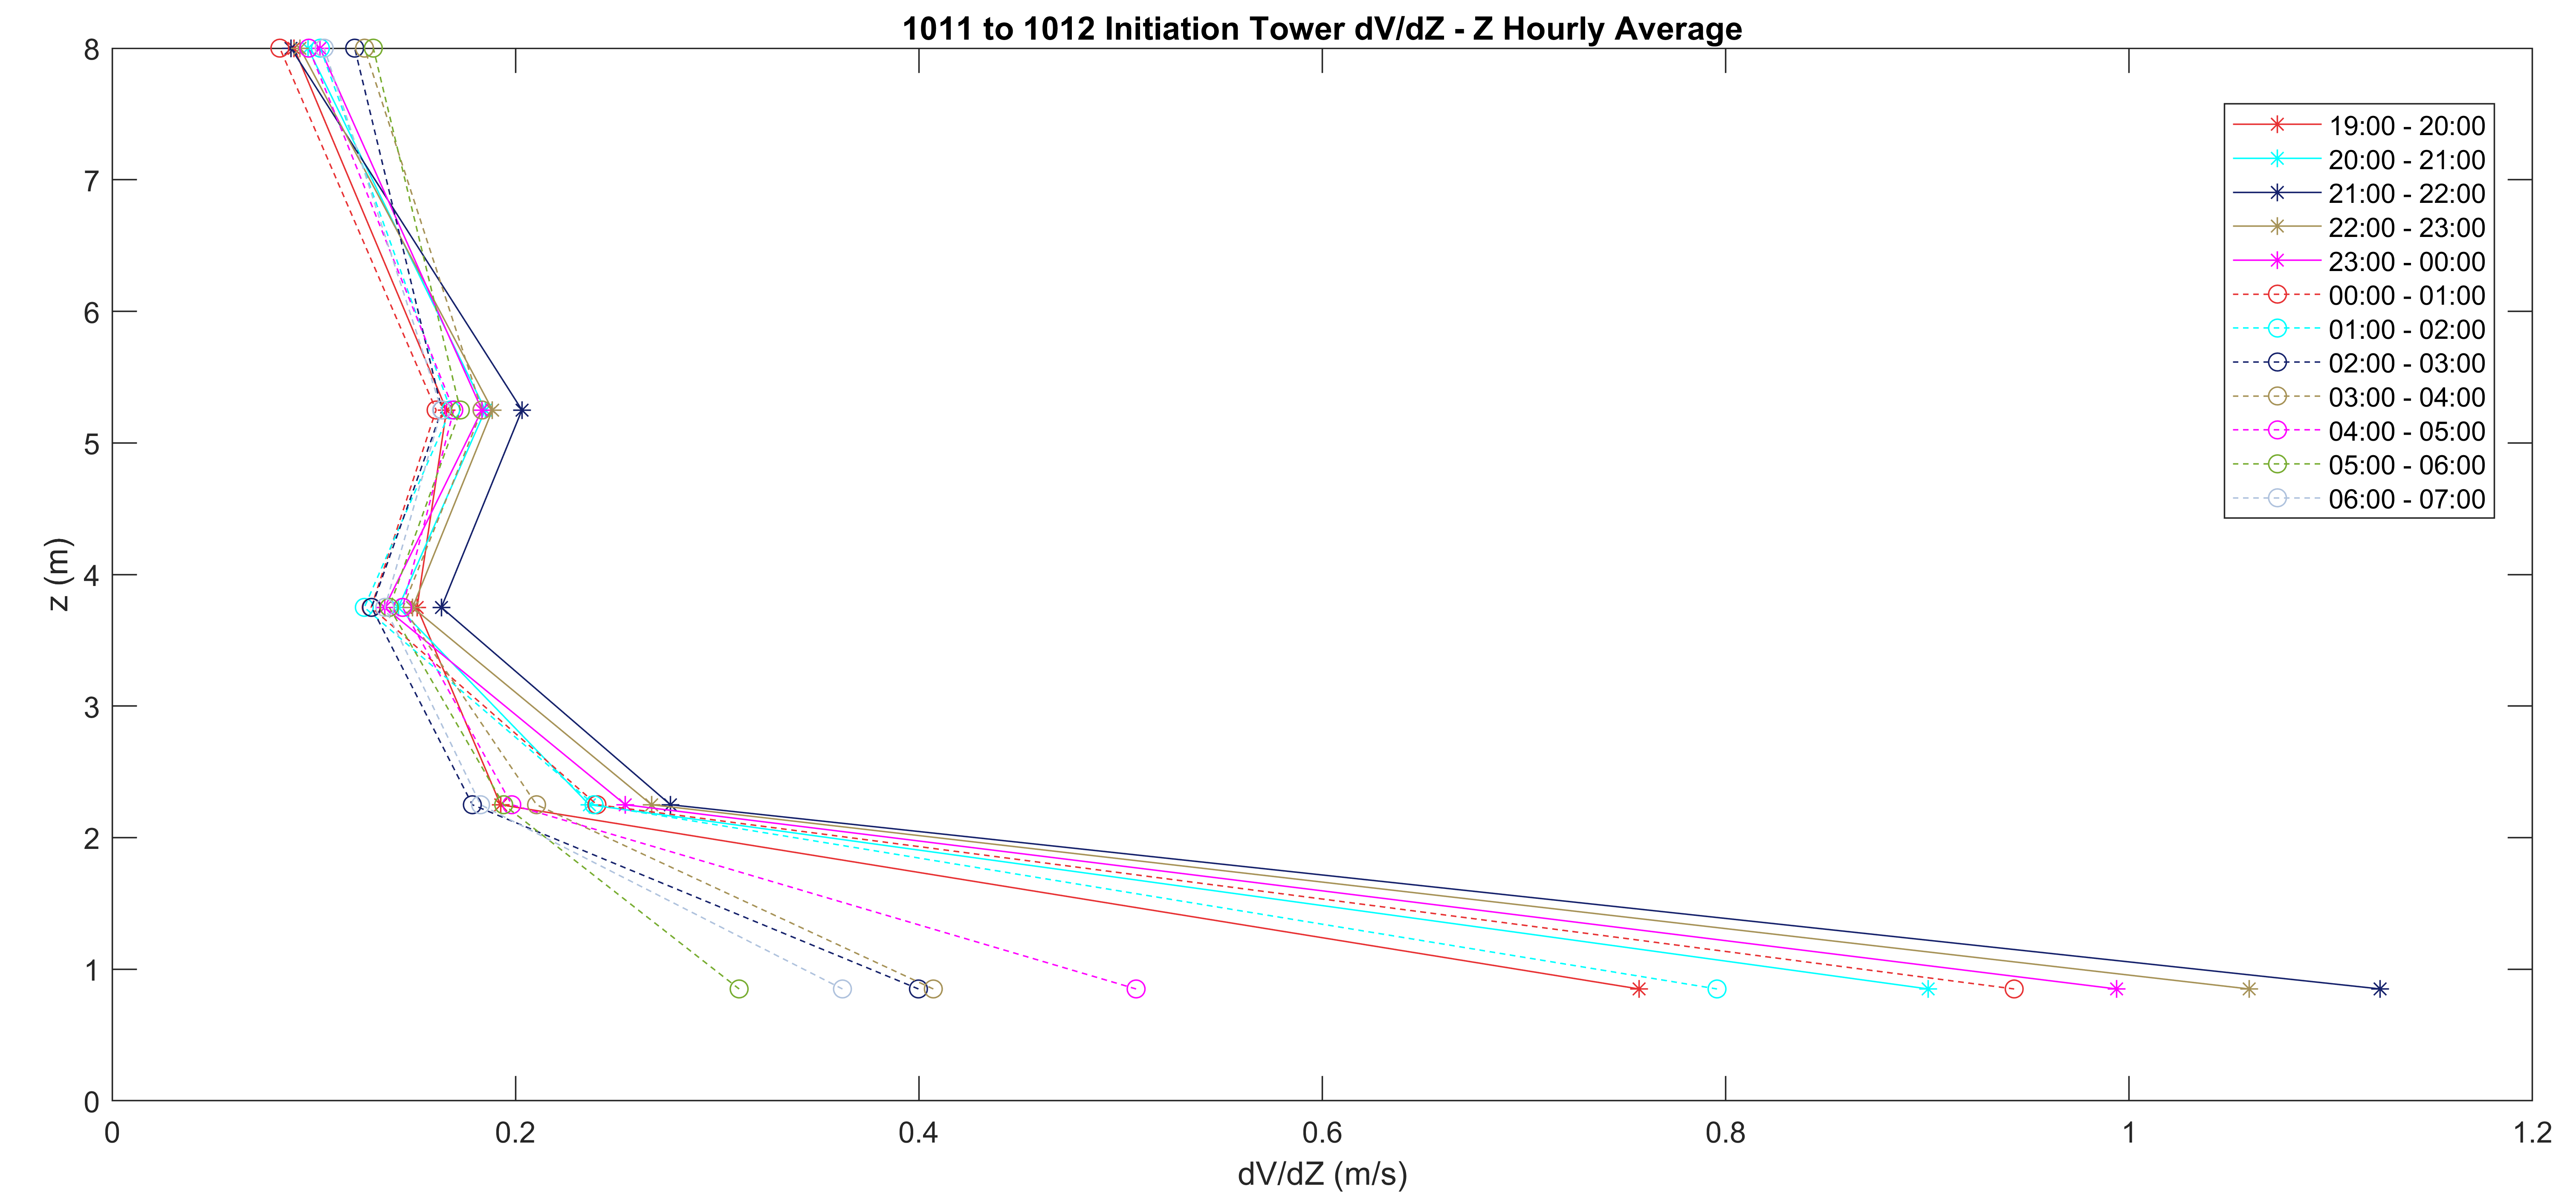 1011 to 1012 Initiation Tower dV/dZ - Z Hourly Average
8
7
6
5
4
3
2
1
0
z (m)
19:00 - 20:00
20:00 - 21:00
21:00 - 22:00
22:00 - 23:00
23:00 - 00:00
00:00 - 01:00
01:00 - 02:00
02:00 - 03:00
03:00 - 04:00
04:00 - 05:00
05:00 - 06:00
06:00 - 07:00
0 0.2 0.4 0.6 0.8 1 1.2
dV/dZ (m/s)